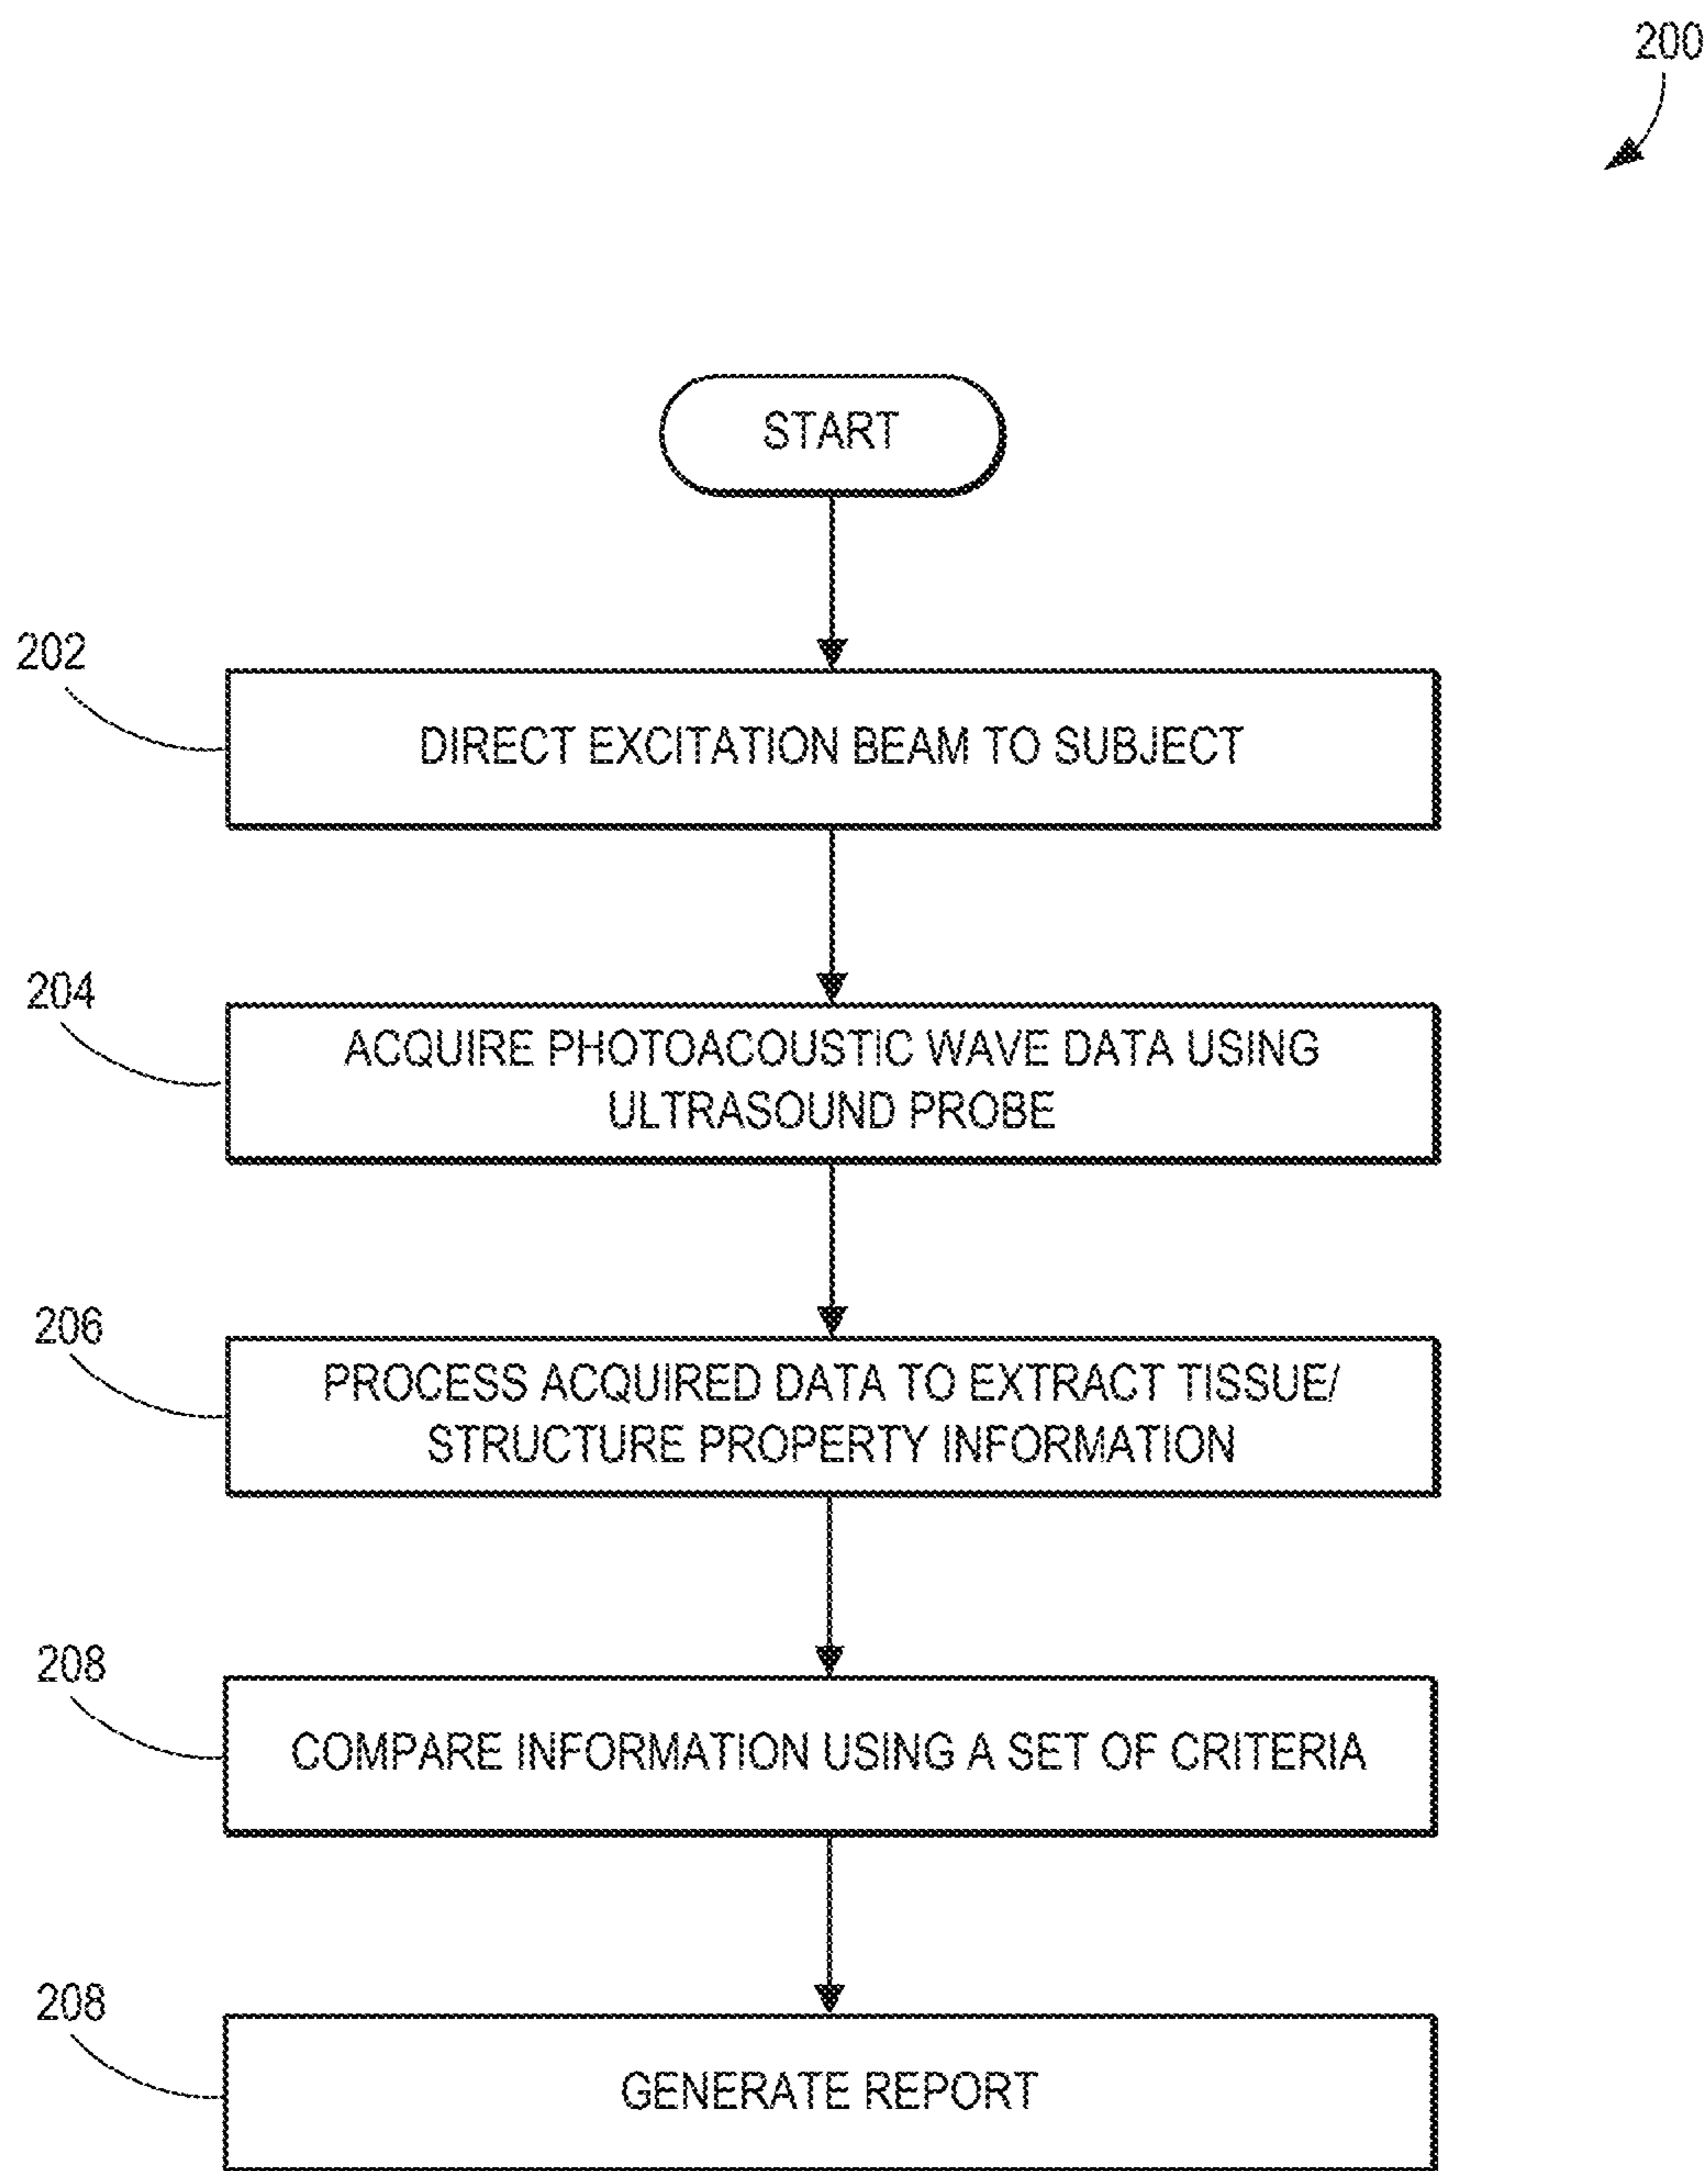 200
START
202
DIRECT EXCITATION BEAM TO SUBJECT
204
ACQUIRE PHOTOACOUSTIC WAVE DATA USING
ULTRASOUND PROBE
206
PROCESS ACQUIRED DATA TO EXTRACT TISSUE/
STRUCTURE PROPERTY INFORMATION
208
COMPARE INFORMATION USING A SET OF CRITERIA
208
GENERATE REPORT